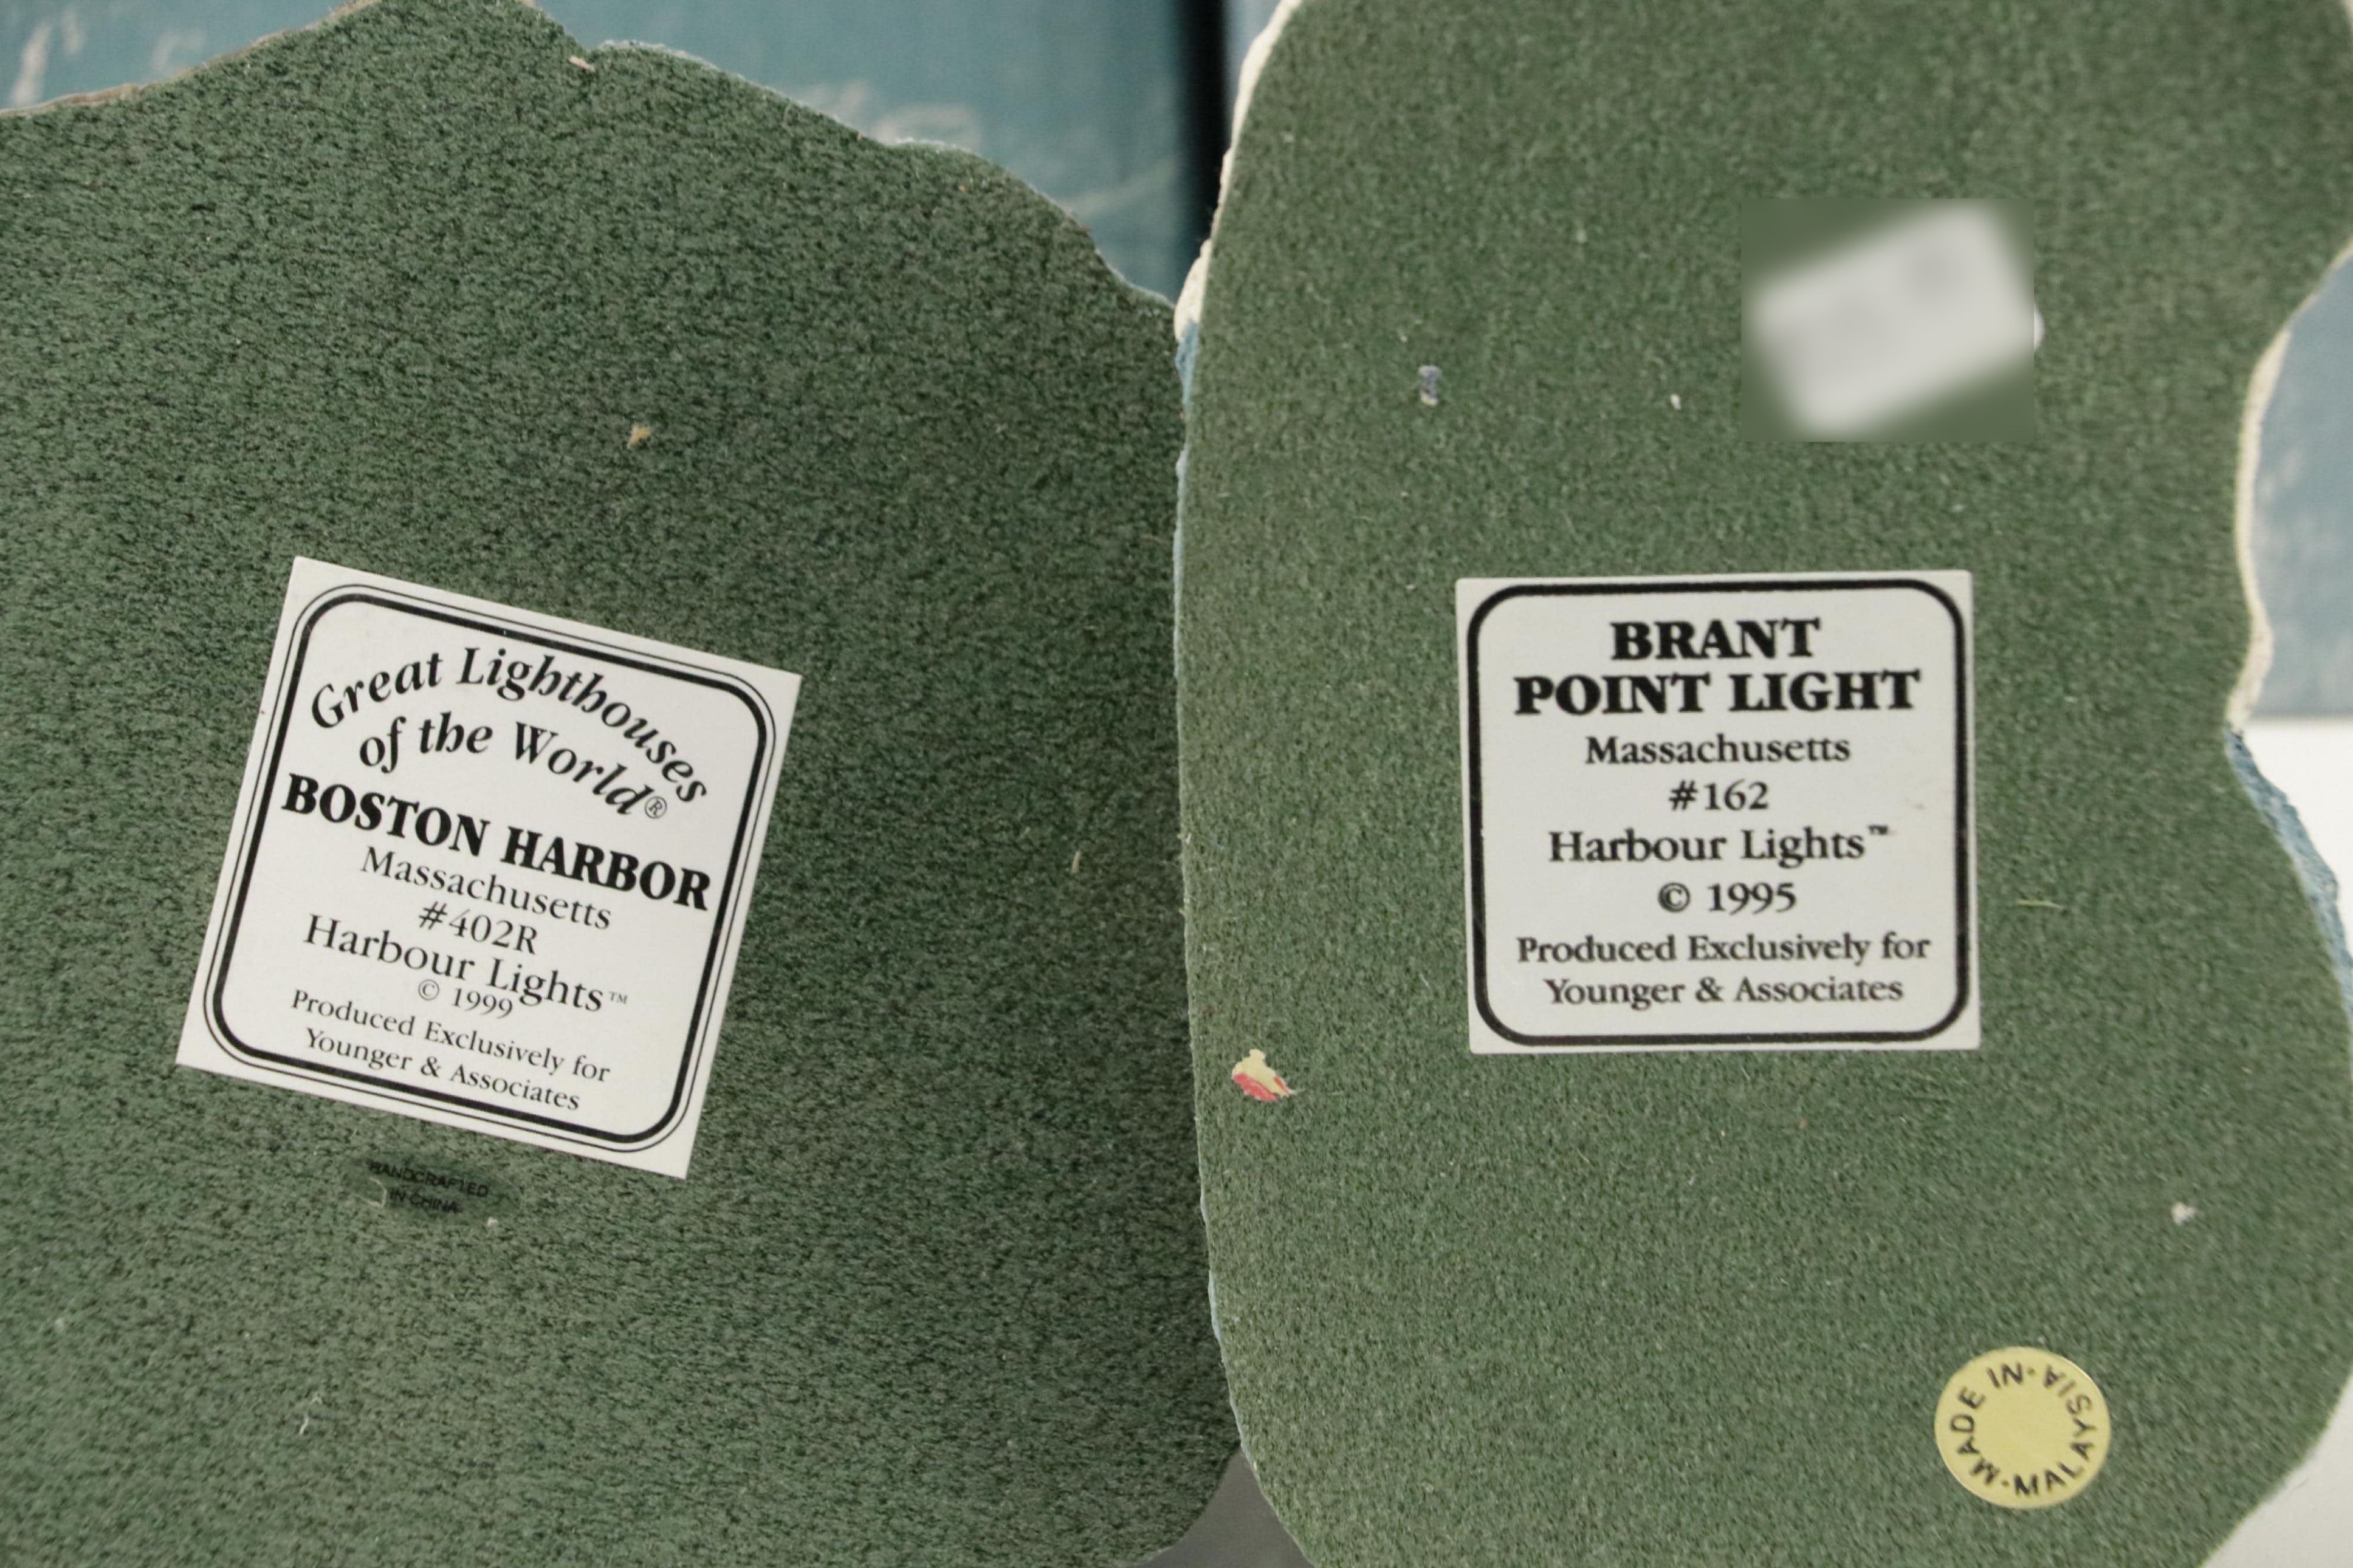 Great Lighthouses
of the World®
BOSTON HARBOR
Massachusetts
#402R
Harbour Lights™
© 1999
Produced Exclusively for
Younger & Associates
HANDCRAFTED
IN CHINA
BRANT
POINT LIGHT
Massachusetts
#162
Harbour Lights™
© 1995
Produced Exclusively for
Younger & Associates
MADE IN·MALAYSIA·